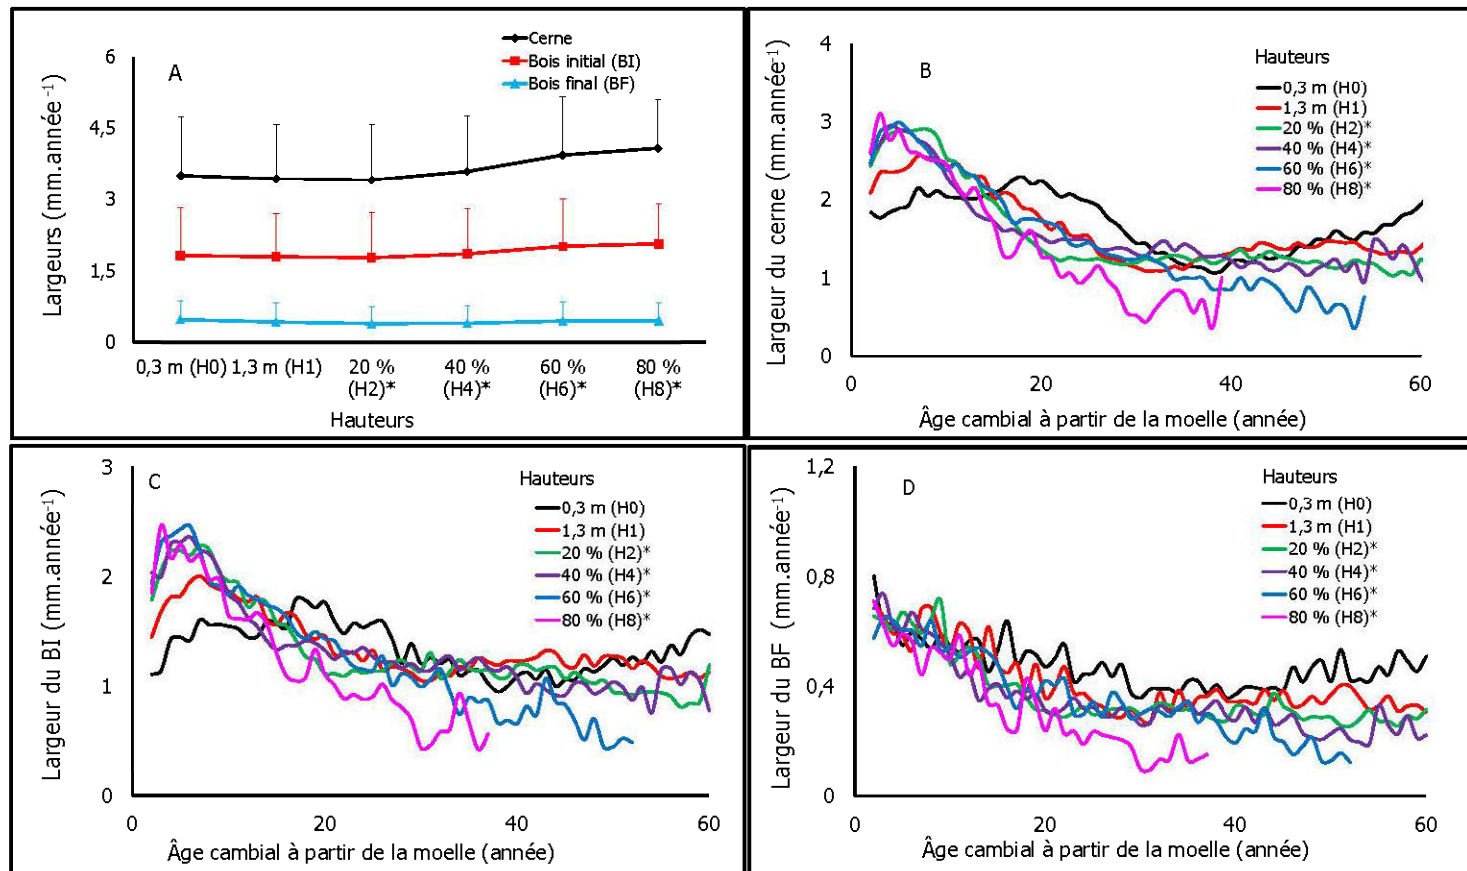 A
Largeurs (mm.année⁻¹)
6
4,5
3
1,5
0
Cerne
Bois initial (BI)
Bois final (BF)
0,3 m (H0)
1,3 m (H1)
20 % (H2)*
40 % (H4)*
60 % (H6)*
80 % (H8)*
Hauteurs
B
Largeur du cerne (mm.année⁻¹)
4
3
2
1
0
Hauteurs
0,3 m (H0)
1,3 m (H1)
20 % (H2)*
40 % (H4)*
60 % (H6)*
80 % (H8)*
0
20
40
60
Âge cambial à partir de la moelle (année)
C
Largeur du BI (mm.année⁻¹)
3
2
1
0
Hauteurs
0,3 m (H0)
1,3 m (H1)
20 % (H2)*
40 % (H4)*
60 % (H6)*
80 % (H8)*
0
20
40
60
Âge cambial à partir de la moelle (année)
D
Largeur du BF (mm.année⁻¹)
1,2
0,8
0,4
0
Hauteurs
0,3 m (H0)
1,3 m (H1)
20 % (H2)*
40 % (H4)*
60 % (H6)*
80 % (H8)*
0
20
40
60
Âge cambial à partir de la moelle (année)